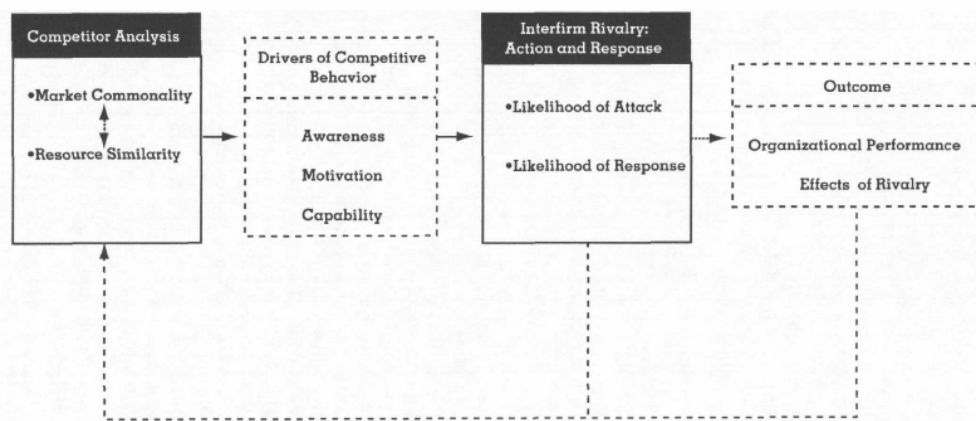 Competitor Analysis
•Market Commonality
•Resource Similarity
Drivers of Competitive
Behavior
Awareness
Motivation
Capability
Interfirm Rivalry:
Action and Response
•Likelihood of Attack
•Likelihood of Response
Outcome
Organizational Performance
Effects of Rivalry